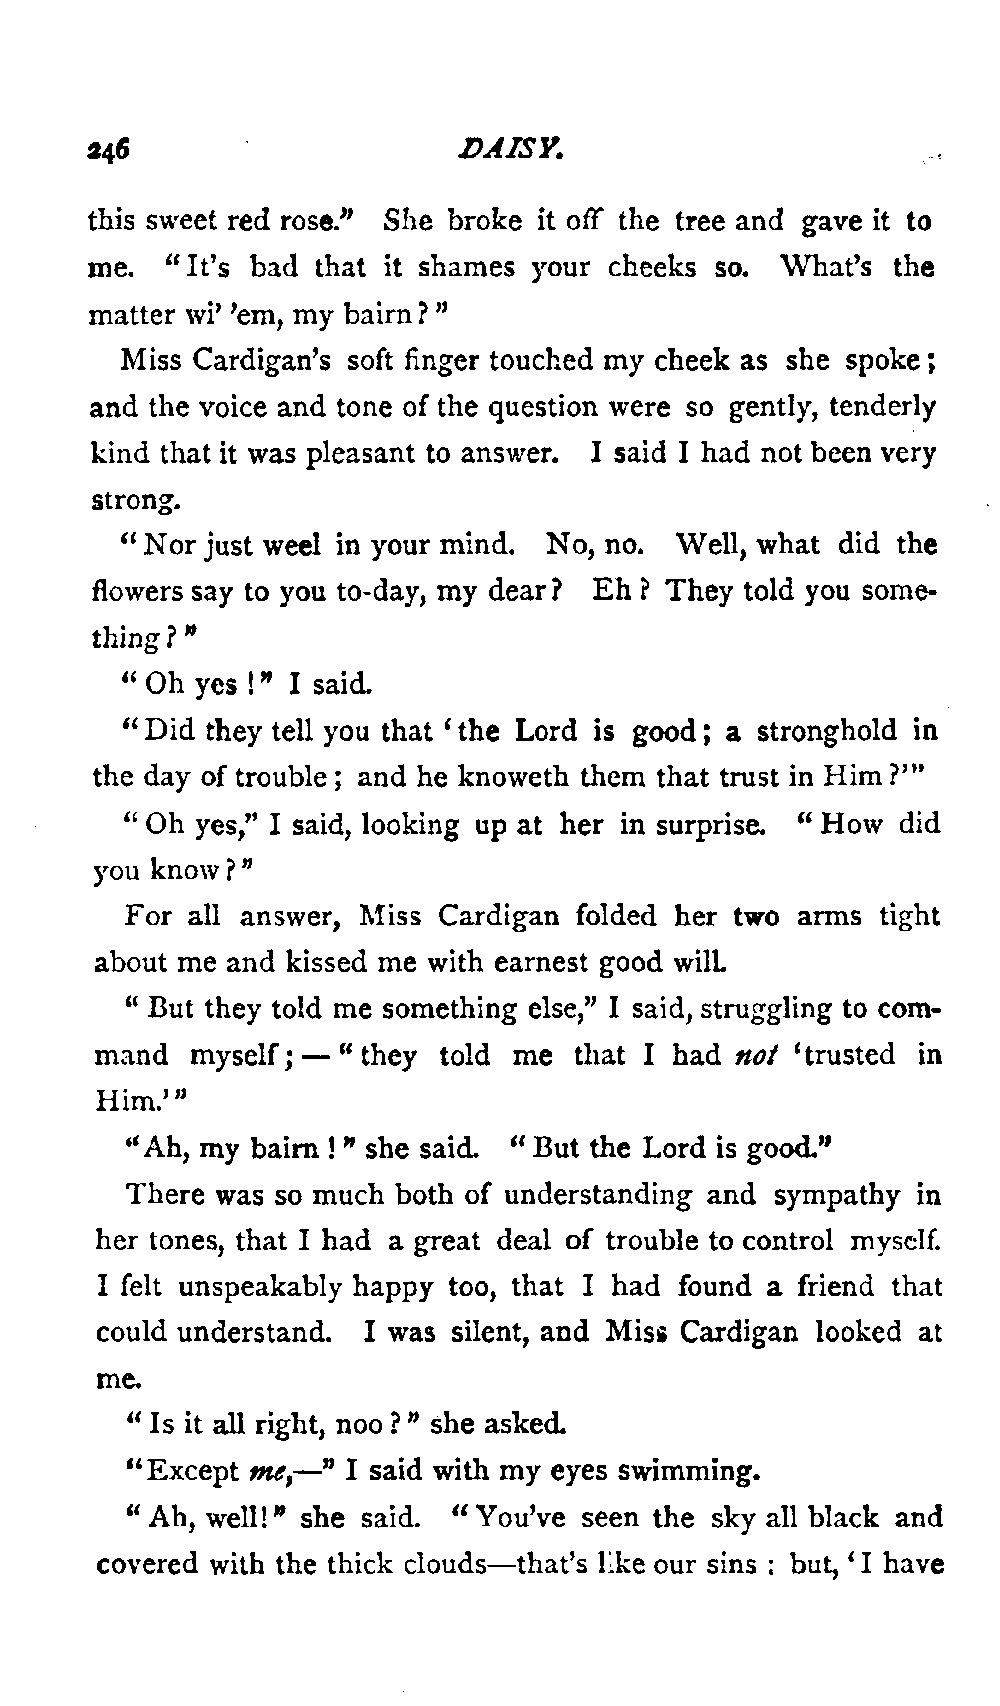 246 DAISY.
this sweet red rose." She broke it off the tree and gave it to
me. "It's bad that it shames your cheeks so. What's the
matter wi' 'em, my bairn?"
Miss Cardigan's soft finger touched my cheek as she spoke;
and the voice and tone of the question were so gently, tenderly
kind that it was pleasant to answer. I said I had not been very
strong.
"Nor just weel in your mind. No, no. Well, what did the
flowers say to you to-day, my dear? Eh? They told you some-
thing?"
"Oh yes!" I said.
"Did they tell you that 'the Lord is good; a stronghold in
the day of trouble; and he knoweth them that trust in Him?'"
"Oh yes," I said, looking up at her in surprise. "How did
you know?"
For all answer, Miss Cardigan folded her two arms tight
about me and kissed me with earnest good will.
"But they told me something else," I said, struggling to com-
mand myself;—"they told me that I had not 'trusted in
Him.'"
"Ah, my bairn!" she said. "But the Lord is good."
There was so much both of understanding and sympathy in
her tones, that I had a great deal of trouble to control myself.
I felt unspeakably happy too, that I had found a friend that
could understand. I was silent, and Miss Cardigan looked at
me.
"Is it all right, noo?" she asked.
"Except me,—" I said with my eyes swimming.
"Ah, well!" she said. "You've seen the sky all black and
covered with the thick clouds—that's like our sins: but, 'I have